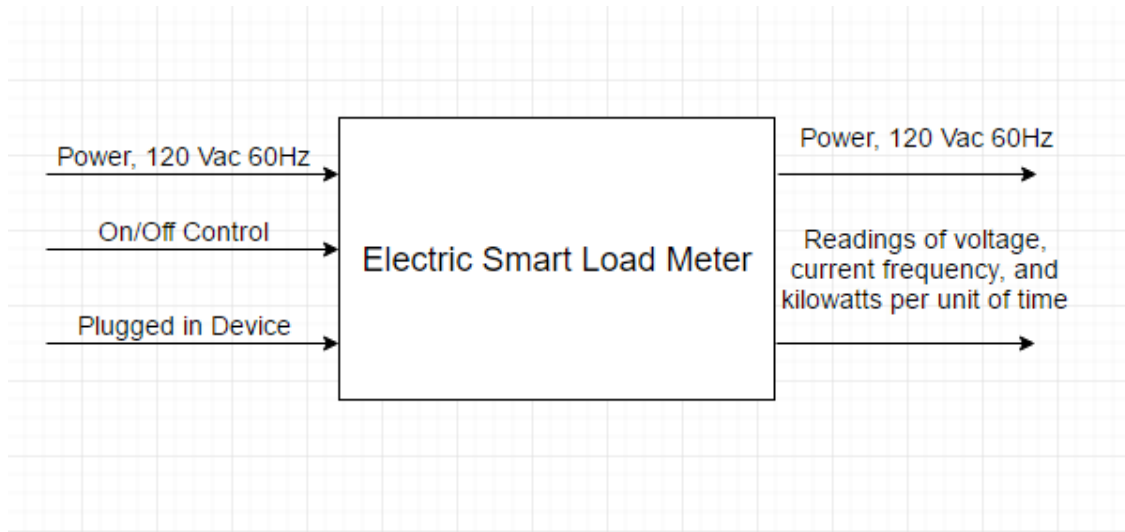 Power, 120 Vac 60Hz
On/Off Control
Plugged in Device
Electric Smart Load Meter
Power, 120 Vac 60Hz
Readings of voltage,
current frequency, and
kilowatts per unit of time